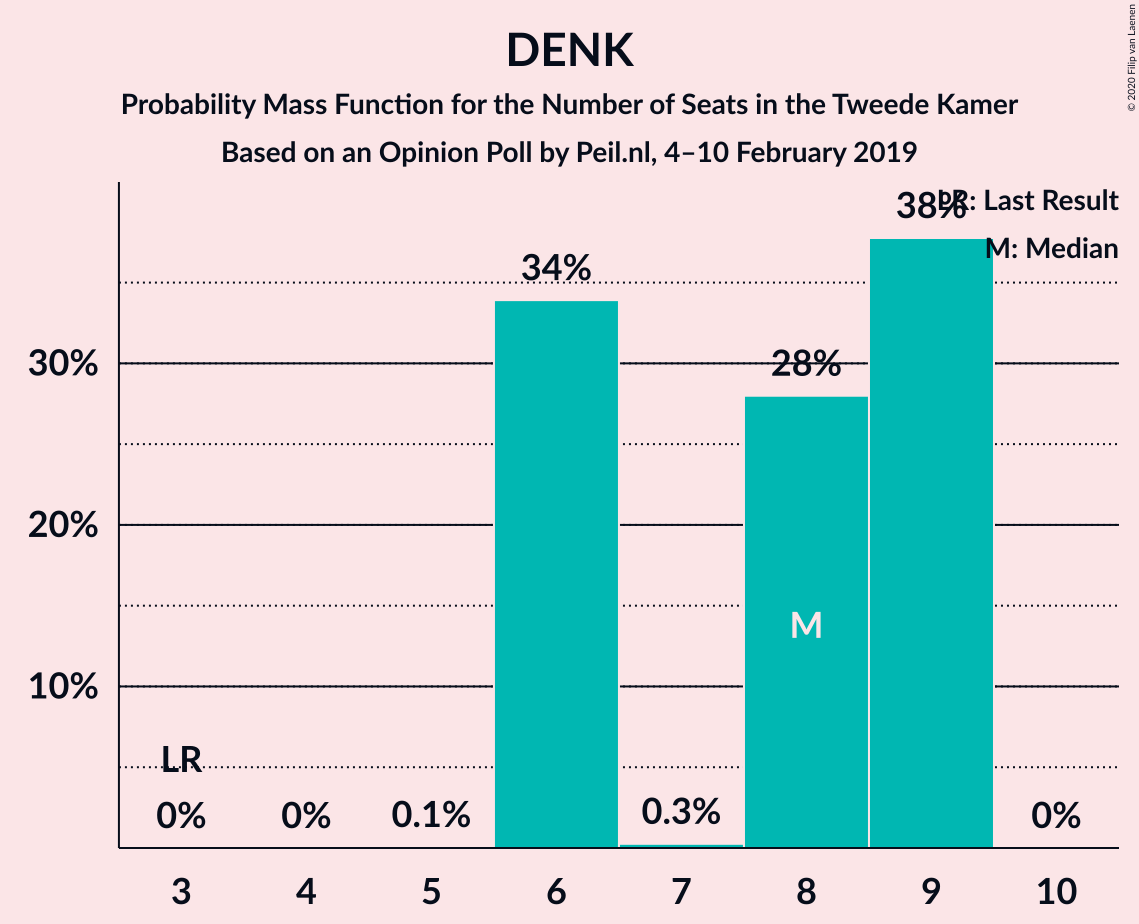 DENK
Probability Mass Function for the Number of Seats in the Tweede Kamer
Based on an Opinion Poll by Peil.nl, 4–10 February 2019
© 2020 Filip van Laenen
LR: Last Result
M: Median
38%
34%
28%
30%
20%
10%
M
LR
0%
0%
0.1%
0.3%
0%
3 4 5 6 7 8 9 10